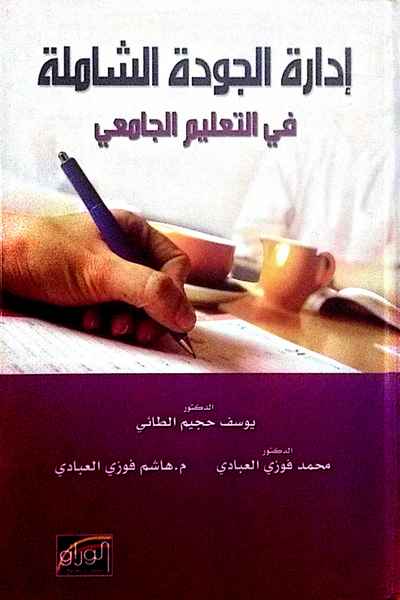 إدارة الجودة الشاملة
في التعليم الجامعي
الدكتور
يوسف حجيم الطائي
الدكتور
محمد فوزي العبادي
م.هاشم فوزي العبادي
الوراق